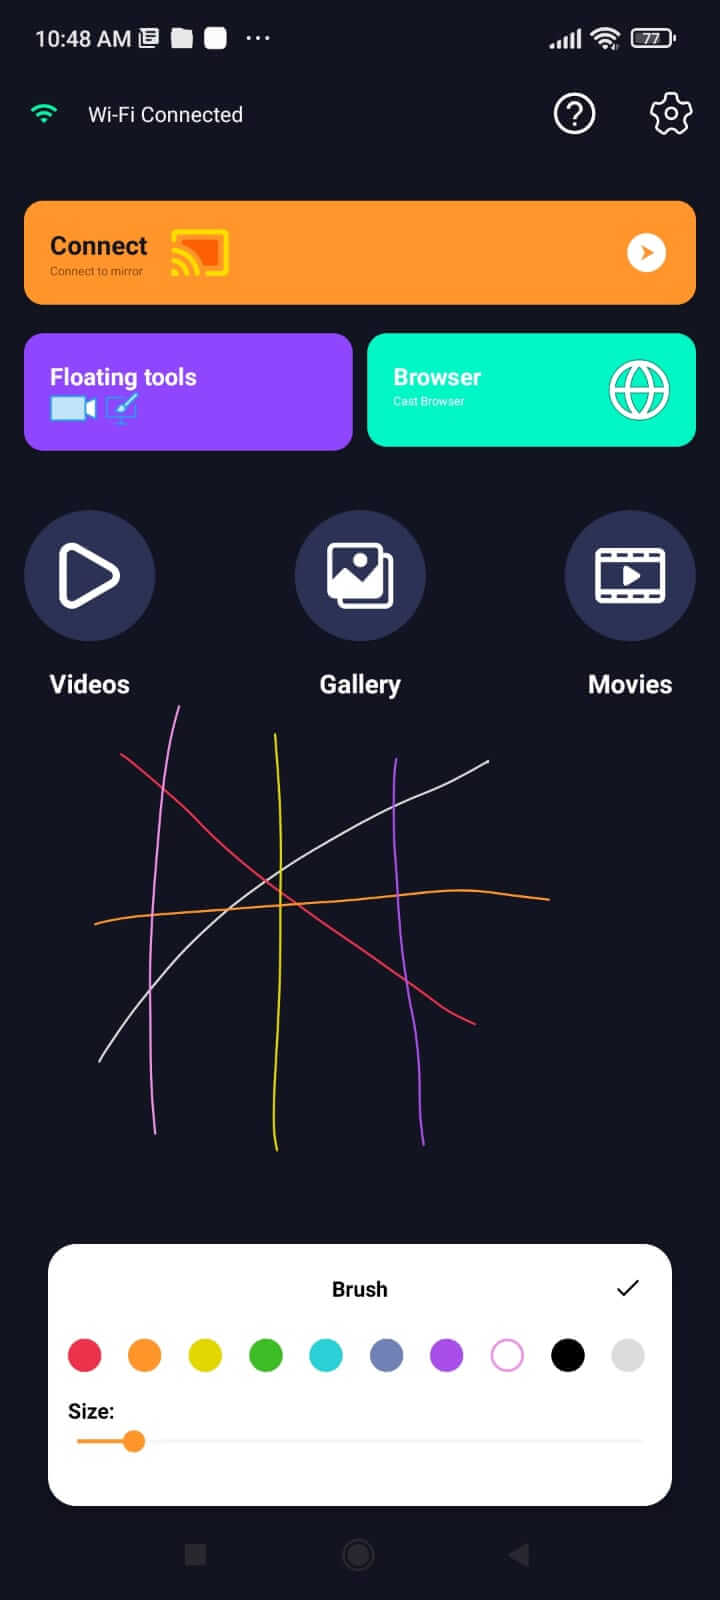 10:48 AM
77
Wi-Fi Connected
Connect
Connect to mirror
Floating tools
Browser
Cast Browser
Videos
Gallery
Movies
Brush
Size: